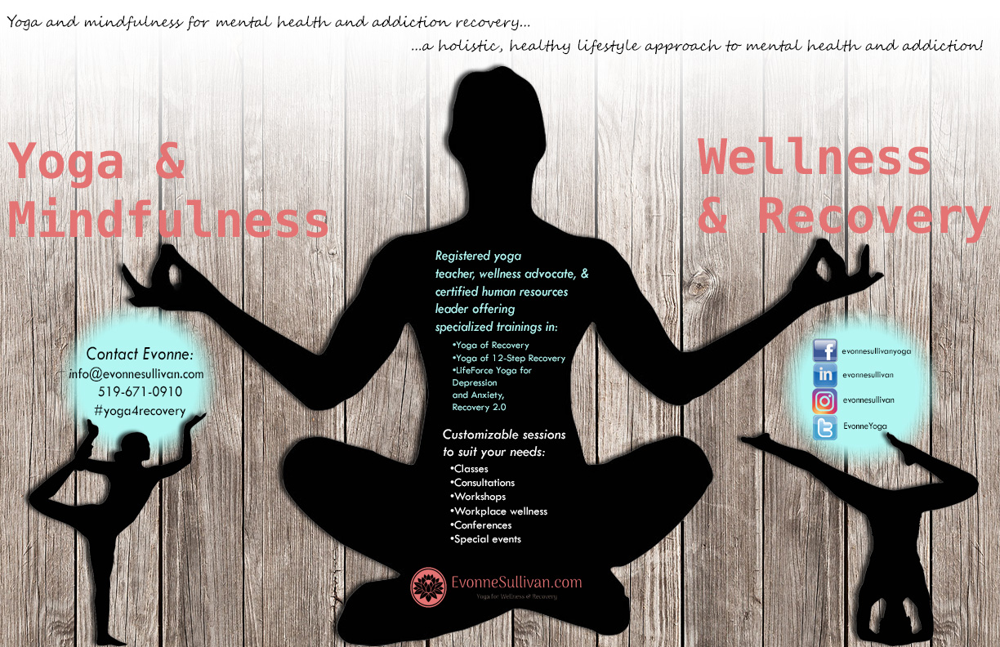 Yoga and mindfulness for mental health and addiction recovery...
...a holistic, healthy lifestyle approach to mental health and addiction!
Yoga &
Mindfulness
Wellness
& Recovery
Registered yoga
teacher, wellness advocate, &
certified human resources
leader offering
specialized trainings in:
•Yoga of Recovery
•Yoga of 12-Step Recovery
•LifeForce Yoga for
Depression
and Anxiety,
Recovery 2.0
Customizable sessions
to suit your needs:
•Classes
•Consultations
•Workshops
•Workplace wellness
•Conferences
•Special events
EvonneSullivan.com
Yoga for Wellness & Recovery
Contact Evonne:
info@evonnesullivan.com
519-671-0910
#yoga4recovery
f evonnesullivanyoga
in evonnesullivan
evonnesullivan
t EvonneYoga